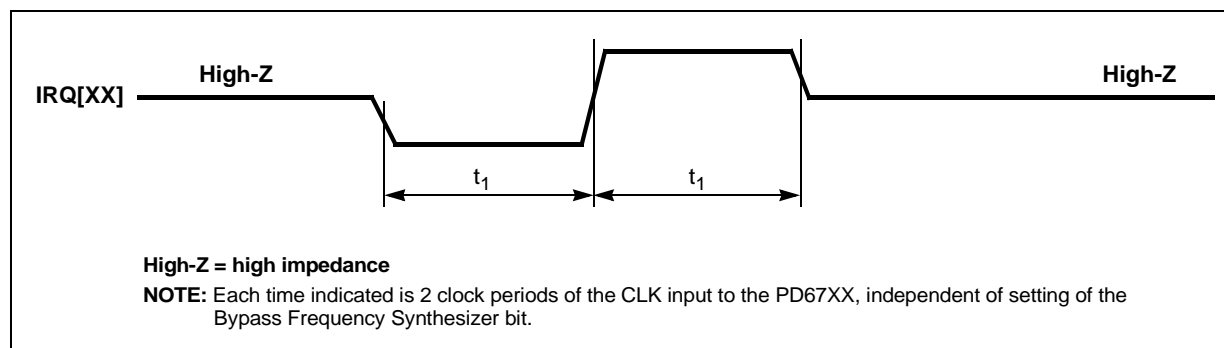 High-Z
High-Z
IRQ[XX]
t1
t1
High-Z = high impedance
NOTE: Each time indicated is 2 clock periods of the CLK input to the PD67XX, independent of setting of the
Bypass Frequency Synthesizer bit.